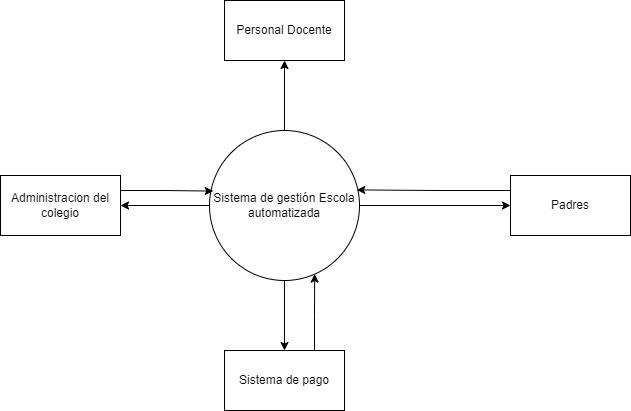 Personal Docente
Administracion del
colegio
Sistema de gestión Escola
automatizada
Padres
Sistema de pago